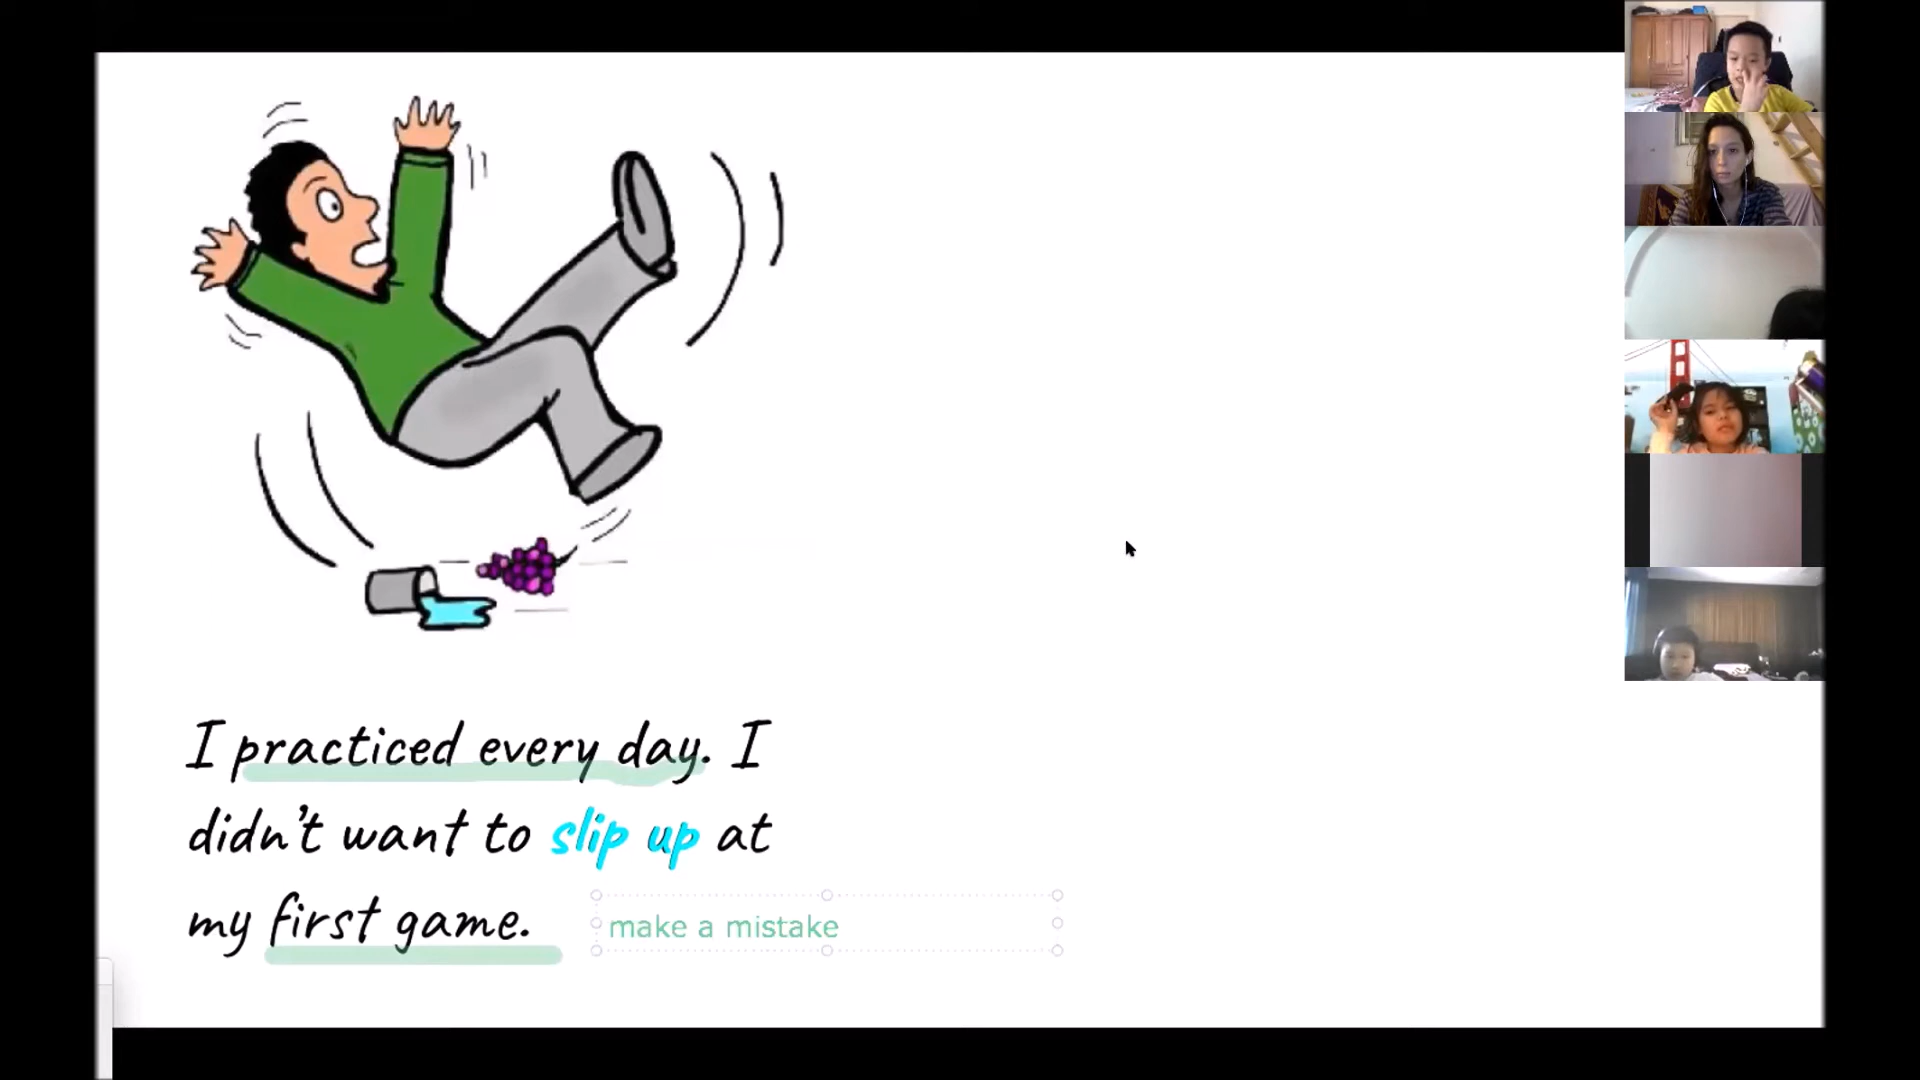 I practiced every day. I
didn't want to slip up at
my first game.
make a mistake